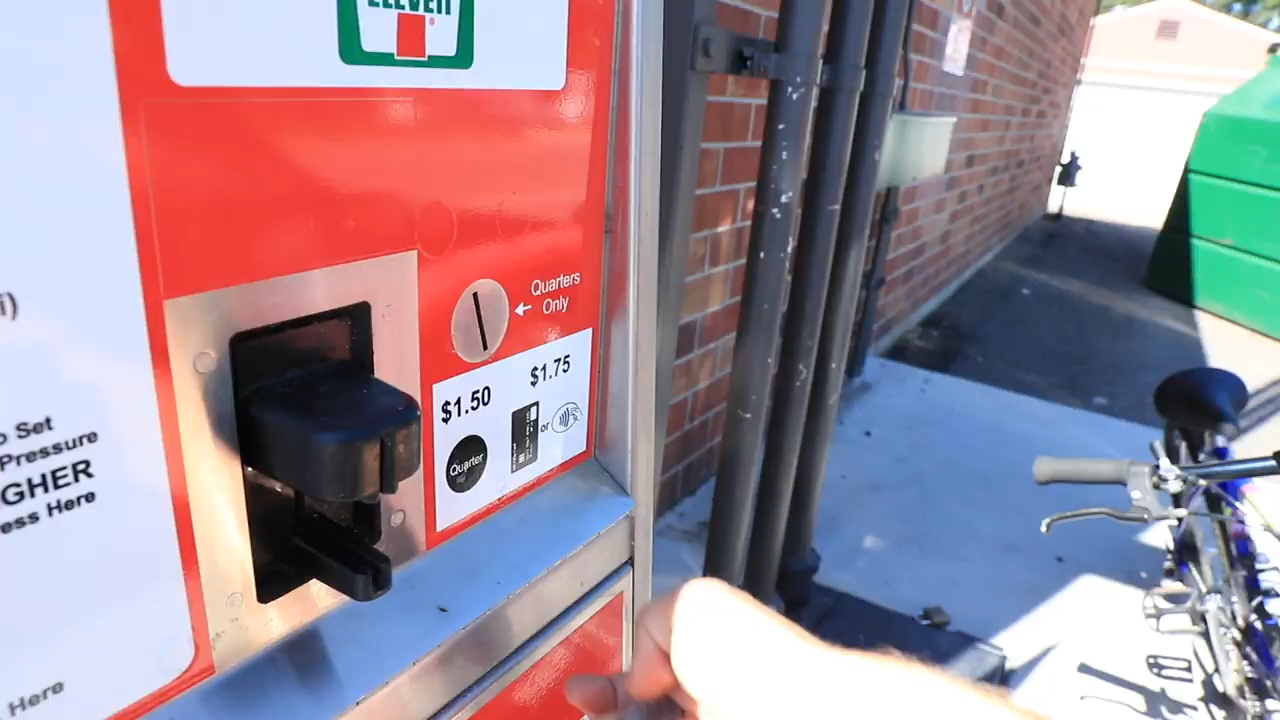 ELEVEN
Quarters
Only
$1.50
$1.75
Quarter
or
i)
o Set
Pressure
GHER
ess Here
Here